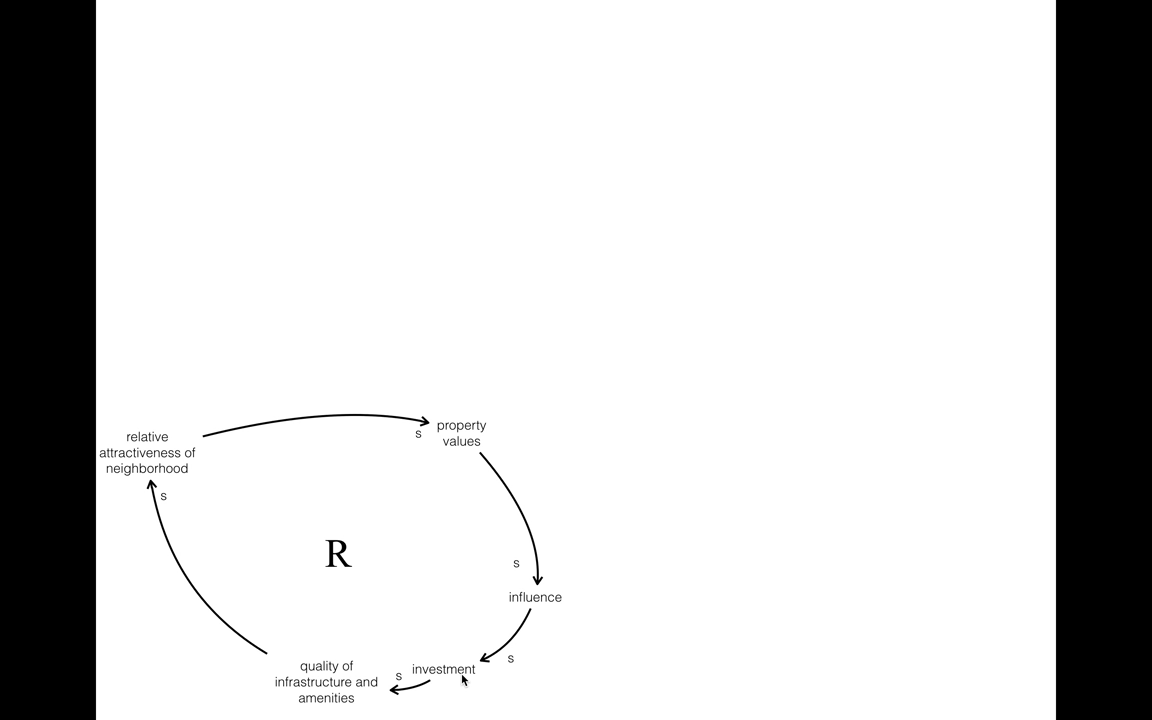 relative
attractiveness of
neighborhood
s
property
values
s
R
s
influence
s
investment
s
quality of
infrastructure and
amenities